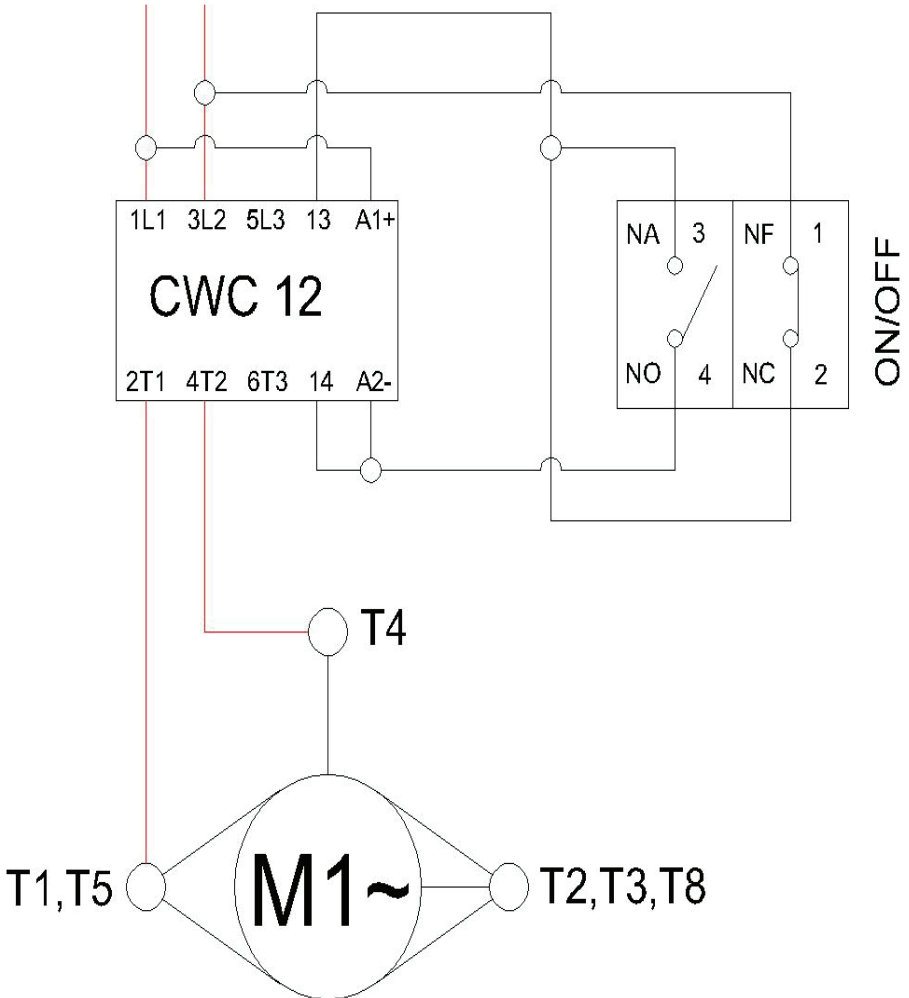 1L1 3L2 5L3 13 A1+
CWC 12
2T1 4T2 6T3 14 A2-
NA 3 NF 1
NO 4 NC 2
ON/OFF
T4
T1,T5
M1~
T2,T3,T8